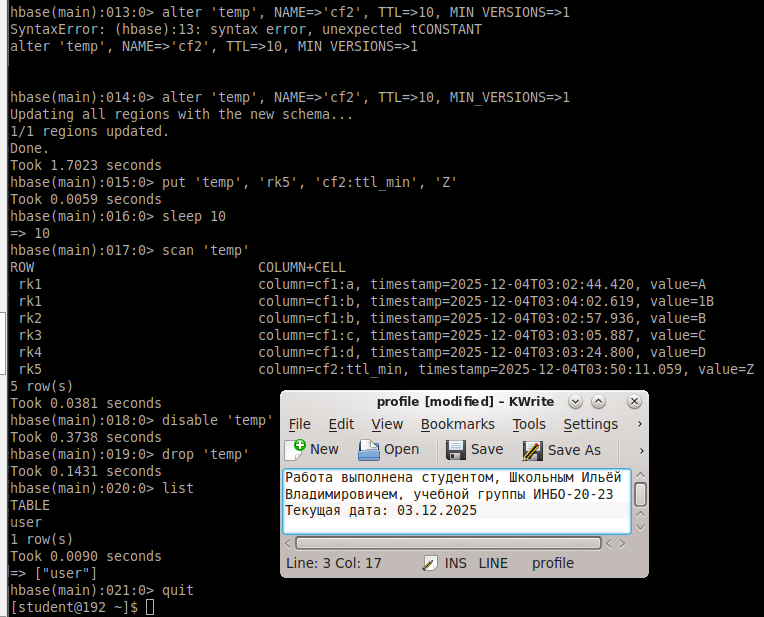 hbase(main):013:0> alter 'temp', NAME=>'cf2', TTL=>10, MIN VERSIONS=>1
SyntaxError: (hbase):13: syntax error, unexpected tCONSTANT
alter 'temp', NAME=>'cf2', TTL=>10, MIN VERSIONS=>1
hbase(main):014:0> alter 'temp', NAME=>'cf2', TTL=>10, MIN_VERSIONS=>1
Updating all regions with the new schema...
1/1 regions updated.
Done.
Took 1.7023 seconds
hbase(main):015:0> put 'temp', 'rk5', 'cf2:ttl_min', 'Z'
Took 0.0059 seconds
hbase(main):016:0> sleep 10
=> 10
hbase(main):017:0> scan 'temp'
ROW COLUMN+CELL
rk1 column=cf1:a, timestamp=2025-12-04T03:02:44.420, value=A
rk1 column=cf1:b, timestamp=2025-12-04T03:04:02.619, value=1B
rk2 column=cf1:b, timestamp=2025-12-04T03:02:57.936, value=B
rk3 column=cf1:c, timestamp=2025-12-04T03:03:05.887, value=C
rk4 column=cf1:d, timestamp=2025-12-04T03:03:24.800, value=D
rk5 column=cf2:ttl_min, timestamp=2025-12-04T03:50:11.059, value=Z
5 row(s)
Took 0.0381 seconds
hbase(main):018:0> disable 'temp'
Took 0.3738 seconds
hbase(main):019:0> drop 'temp'
Took 0.1431 seconds
hbase(main):020:0> list
TABLE
user
1 row(s)
Took 0.0090 seconds
=> ["user"]
hbase(main):021:0> quit
[student@192 ~]$
profile [modified] – KWrite
File Edit View Bookmarks Tools Settings
New Open Save Save As
Работа выполнена студентом, Школьным Ильёй
Владимировичем, учебной группы ИНБО-20-23
Текущая дата: 03.12.2025
Line: 3 Col: 17 INS LINE profile